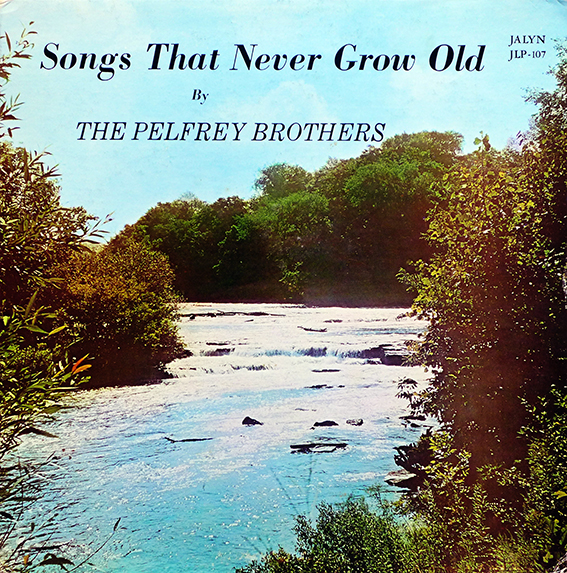 Songs That Never Grow Old
By
THE PELFREY BROTHERS
JALYN
JLP-107